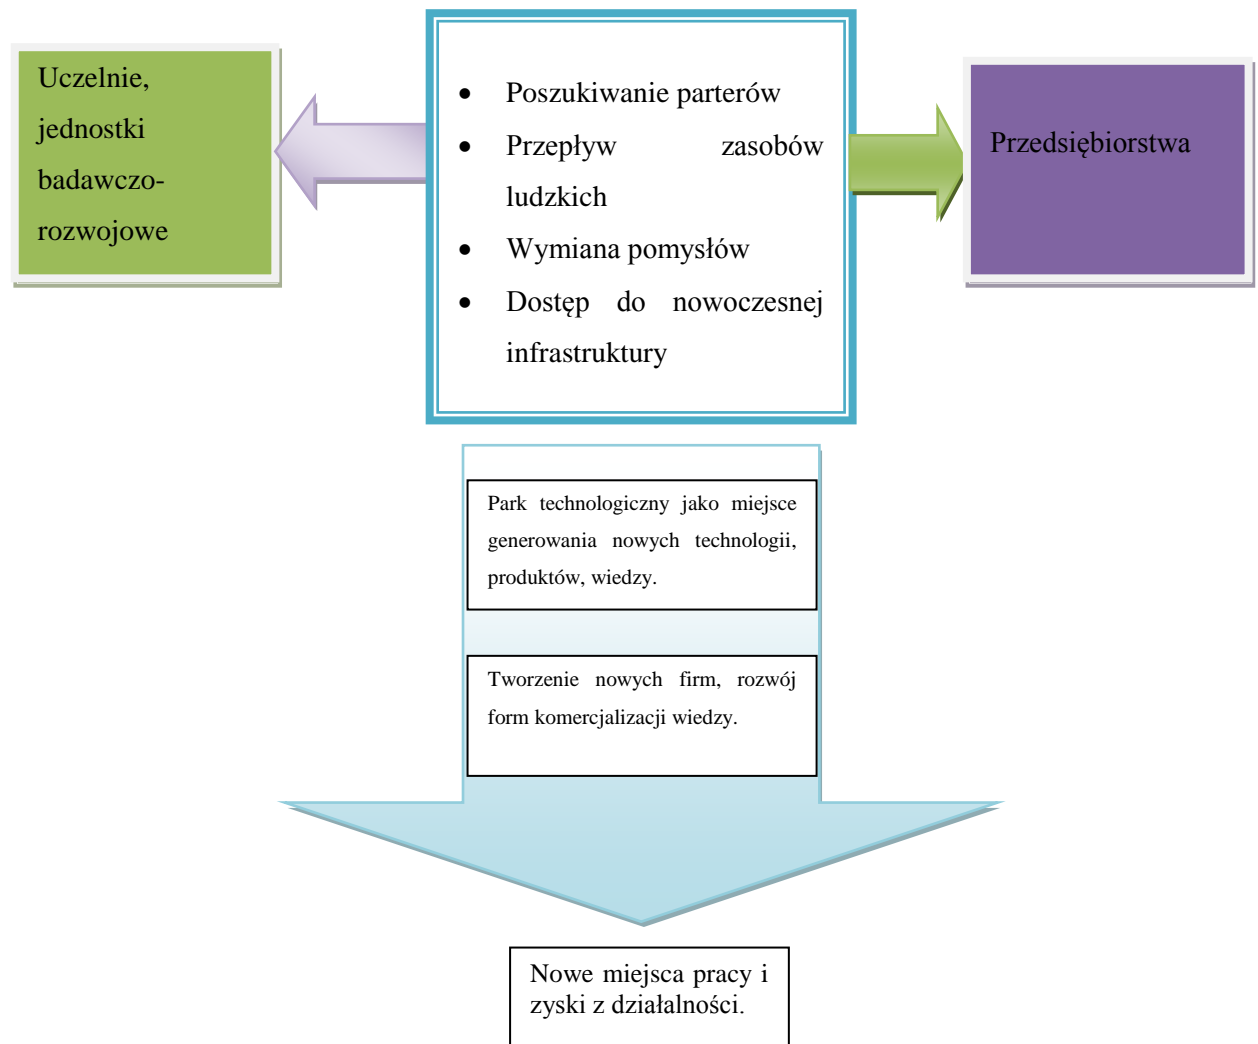 Uczelnie,
jednostki
badawczo-
rozwojowe
• Poszukiwanie parterów
• Przepływ zasobów
ludzkich
• Wymiana pomysłów
• Dostęp do nowoczesnej
infrastruktury
Przedsiębiorstwa
Park technologiczny jako miejsce
generowania nowych technologii,
produktów, wiedzy.
Tworzenie nowych firm, rozwój
form komercjalizacji wiedzy.
Nowe miejsca pracy i
zyski z działalności.